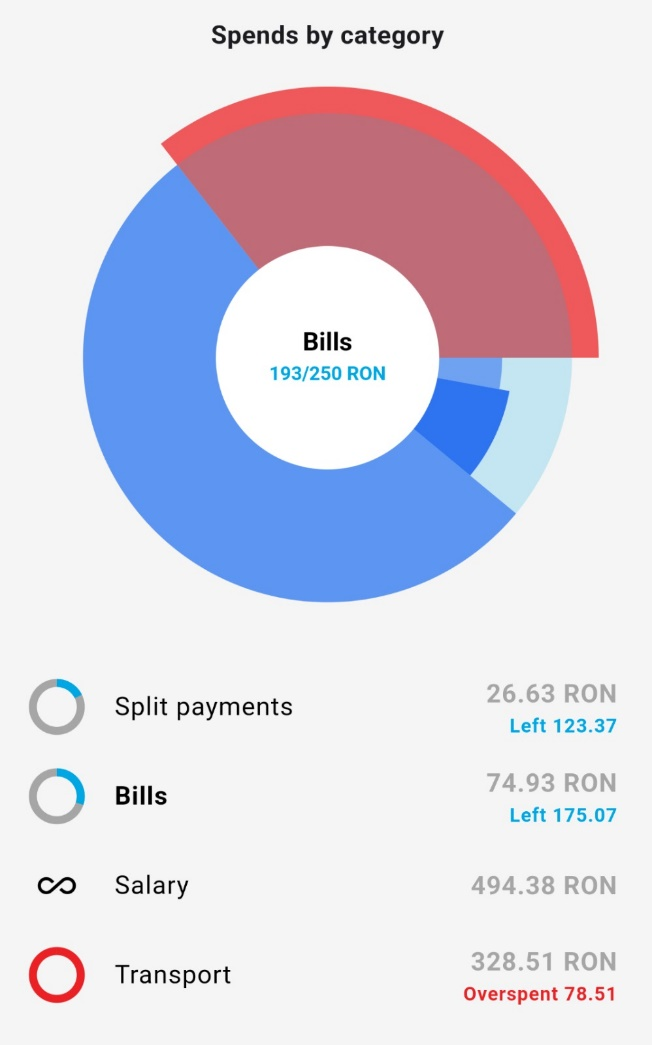 Spends by category
Bills
193/250 RON
Split payments
26.63 RON
Left 123.37
Bills
74.93 RON
Left 175.07
Salary
494.38 RON
Transport
328.51 RON
Overspent 78.51